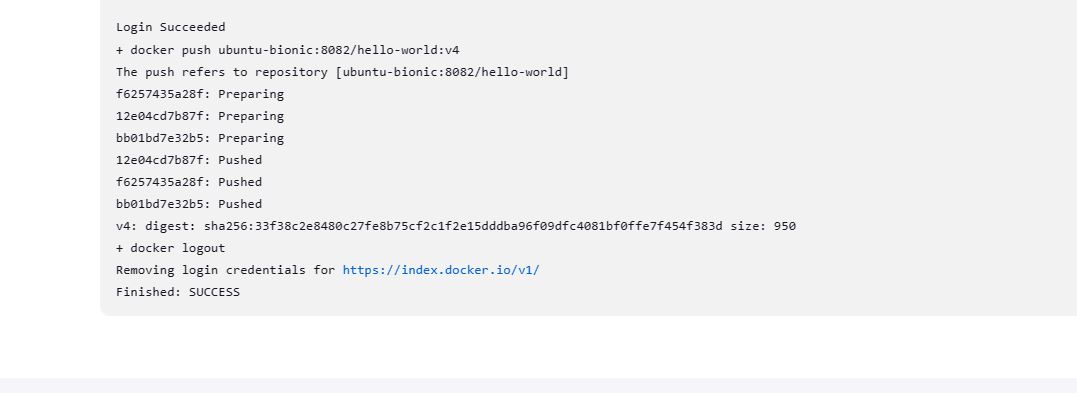 Login Succeeded
+ docker push ubuntu-bionic:8082/hello-world:v4
The push refers to repository [ubuntu-bionic:8082/hello-world]
f6257435a28f: Preparing
12e04cd7b87f: Preparing
bb01bd7e32b5: Preparing
12e04cd7b87f: Pushed
f6257435a28f: Pushed
bb01bd7e32b5: Pushed
v4: digest: sha256:33f38c2e8480c27fe8b75cf2c1f2e15dddba96f09dfc4081bf0ffe7f454f383d size: 950
+ docker logout
Removing login credentials for https://index.docker.io/v1/
Finished: SUCCESS